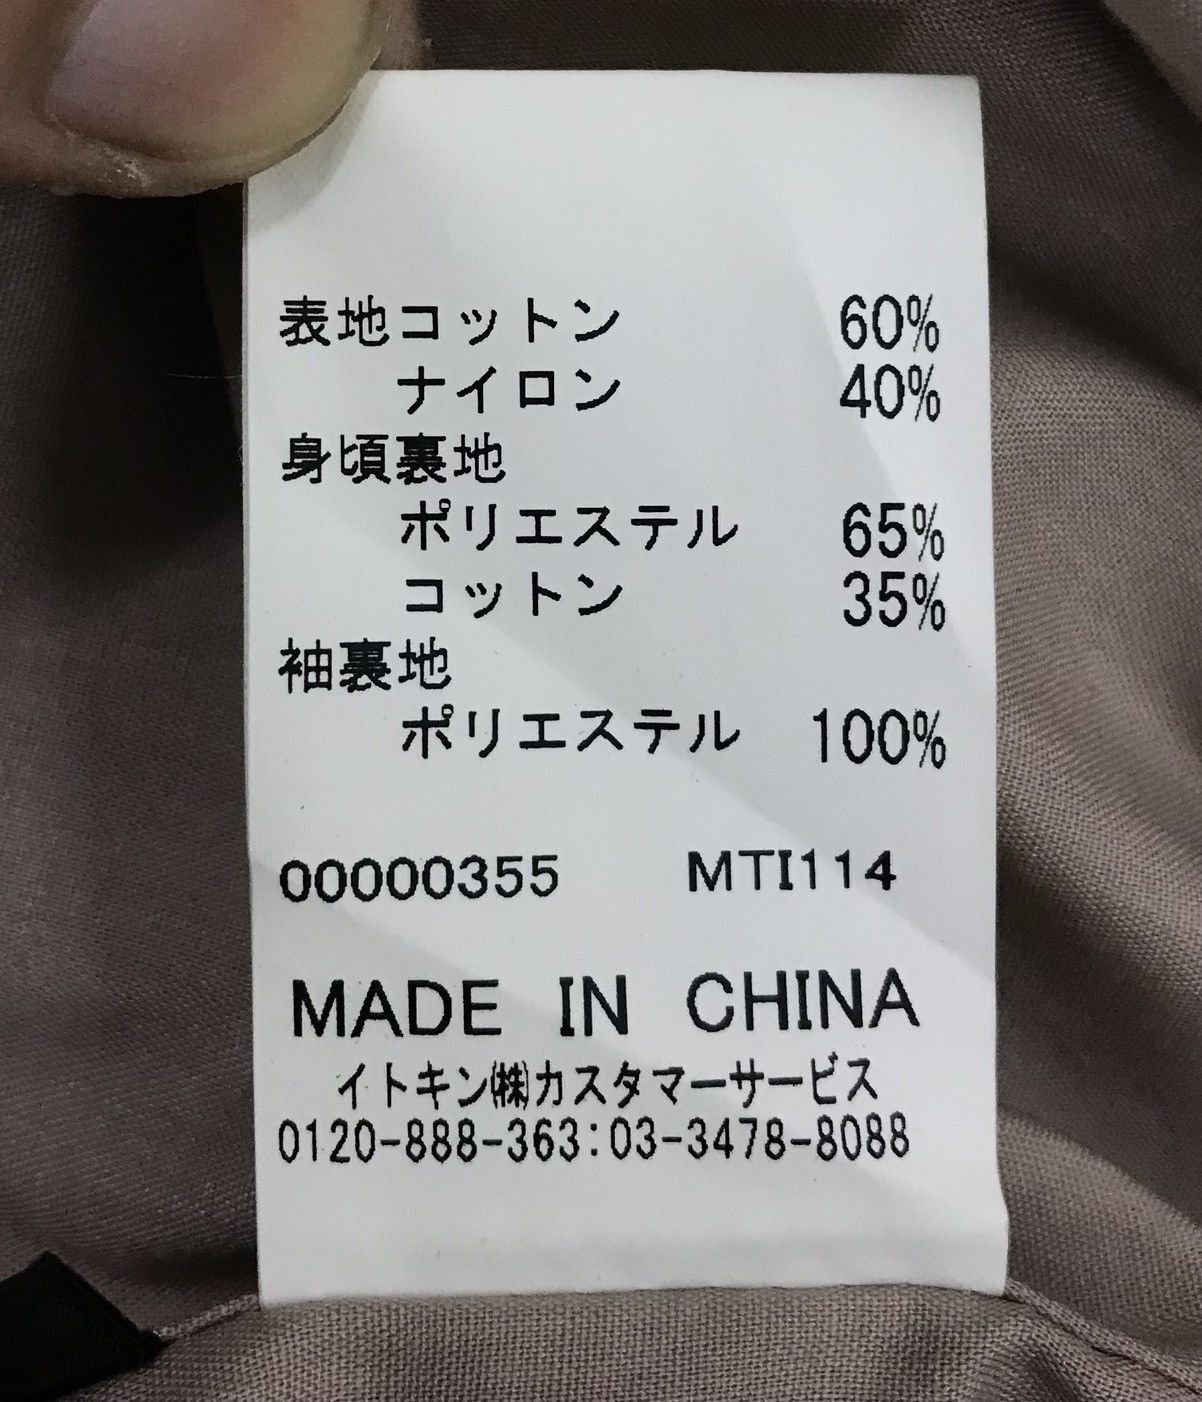 表地コットン 60%
ナイロン 40%
身頃裏地
ポリエステル 65%
コットン 35%
袖裏地
ポリエステル 100%
00000355 MTI114
MADE IN CHINA
イトキン㈱カスタマーサービス
0120-888-363:03-3478-8088